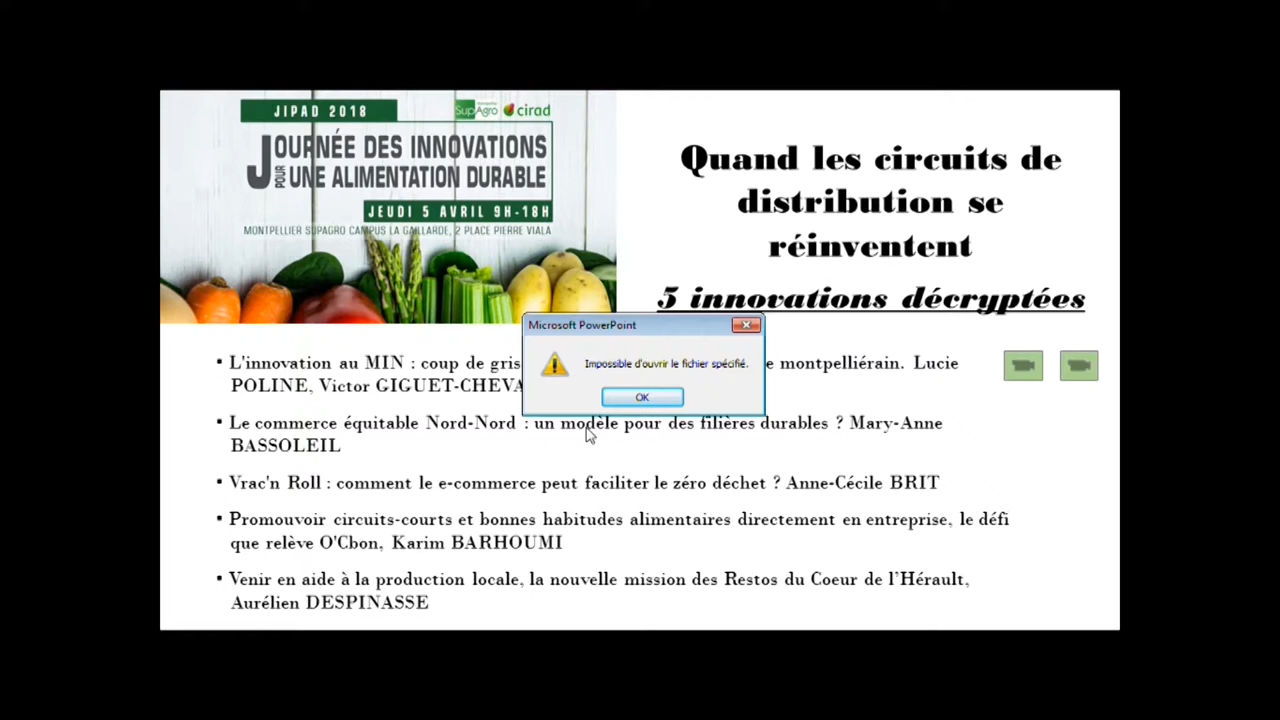 JIPAD 2018
SupAgro
cirad
JOURNÉE DES INNOVATIONS
POUR UNE ALIMENTATION DURABLE
JEUDI 5 AVRIL 9H-18H
MONTPELLIER SUPAGRO CAMPUS LA GAILLARDE, 2 PLACE PIERRE VIALA
Quand les circuits de
distribution se
réinventent
5 innovations décryptées
Microsoft PowerPoint
Impossible d'ouvrir le fichier spécifié.
OK
▪ L'innovation au MIN : coup de gris
e montpelliérain. Lucie
POLINE, Victor GIGUET-CHEVA
▪ Le commerce équitable Nord-Nord : un modèle pour des filières durables ? Mary-Anne
BASSOLEIL
▪ Vrac'n Roll : comment le e-commerce peut faciliter le zéro déchet ? Anne-Cécile BRIT
▪ Promouvoir circuits-courts et bonnes habitudes alimentaires directement en entreprise, le défi
que relève O'Cbon, Karim BARHOUMI
▪ Venir en aide à la production locale, la nouvelle mission des Restos du Coeur de l'Hérault,
Aurélien DESPINASSE